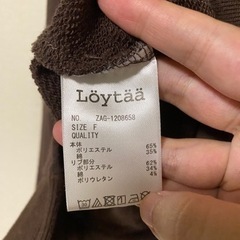 Löytää
NO. ZAG-1208658
SIZE F
QUALITY
本体
ポリエステル 65%
綿 35%
リブ部分
ポリエステル 62%
綿 34%
ポリウレタン 4%